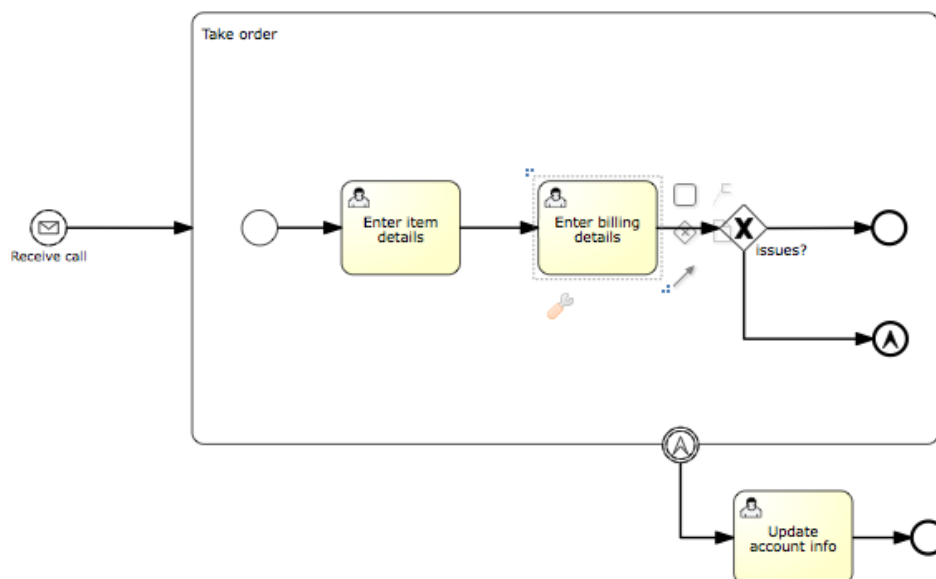 Take order
Receive call
Enter item
details
Enter billing
details
issues?
Update
account info